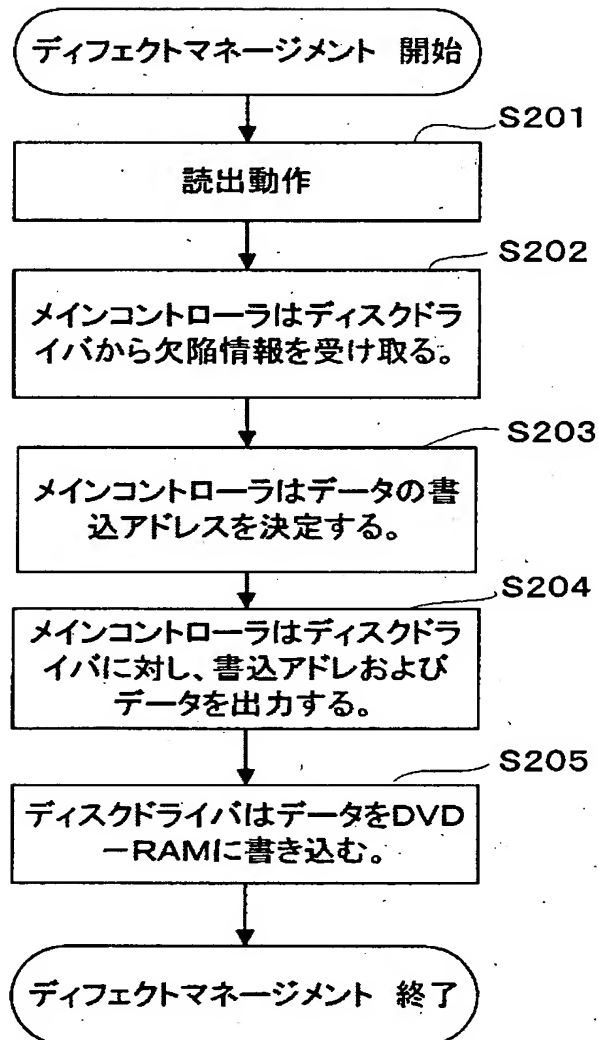 ディフェクトマネージメント 開始
S201
読出動作
S202
メインコントローラはディスクドラ
イバから欠陥情報を受け取る。
S203
メインコントローラはデータの書
込アドレスを決定する。
S204
メインコントローラはディスクドラ
イバに対し、書込アドレおよび
データを出力する。
S205
ディスクドライバはデータをDVD
－RAMに書き込む。
ディフェクトマネージメント 終了